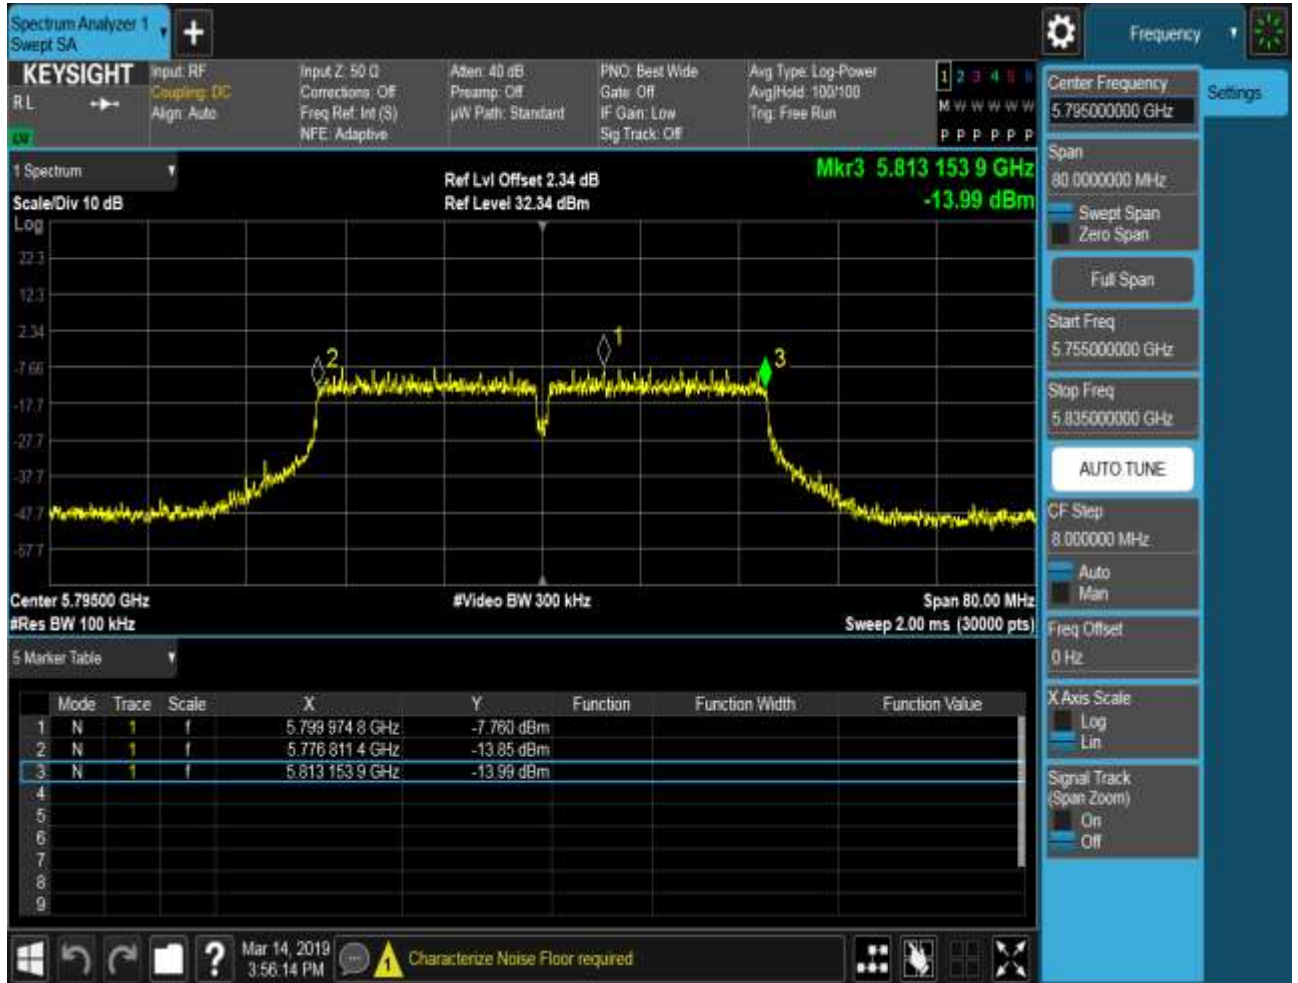 Spectrum Analyzer 1
Swept SA
Frequency
KEYSIGHT
RL
Input: RF
Coupling: DC
Align: Auto
Input Z: 50 Ω
Corrections: Off
Freq Ref: Int (S)
NFE: Adaptive
Atten: 40 dB
Preamp: Off
µW Path: Standard
PNO: Best Wide
Gate: Off
IF Gain: Low
Sig Track: Off
Avg Type: Log-Power
Avg|Hold: 100/100
Trig: Free Run
1 2 3 4 5 6
M W W W W W
P P P P P P
1 Spectrum
Scale/Div 10 dB
Log
Ref Lvl Offset 2.34 dB
Ref Level 32.34 dBm
Mkr3 5.813 153 9 GHz
-13.99 dBm
22.3
12.3
2.34
-7.66
-17.7
-27.7
-37.7
-47.7
-57.7
1
2
3
Center 5.79500 GHz
#Video BW 300 kHz
Span 80.00 MHz
#Res BW 100 kHz
Sweep 2.00 ms (30000 pts)
5 Marker Table
Mode Trace Scale X Y Function Function Width Function Value
1 N 1 f 5.799 974 8 GHz -7.760 dBm
2 N 1 f 5.776 811 4 GHz -13.85 dBm
3 N 1 f 5.813 153 9 GHz -13.99 dBm
4
5
6
7
8
9
Mar 14, 2019
3:56:14 PM
1
Characterize Noise Floor required
Settings
Center Frequency
5.795000000 GHz
Span
80.0000000 MHz
Swept Span
Zero Span
Full Span
Start Freq
5.755000000 GHz
Stop Freq
5.835000000 GHz
AUTO TUNE
CF Step
8.000000 MHz
Auto
Man
Freq Offset
0 Hz
X Axis Scale
Log
Lin
Signal Track
(Span Zoom)
On
Off